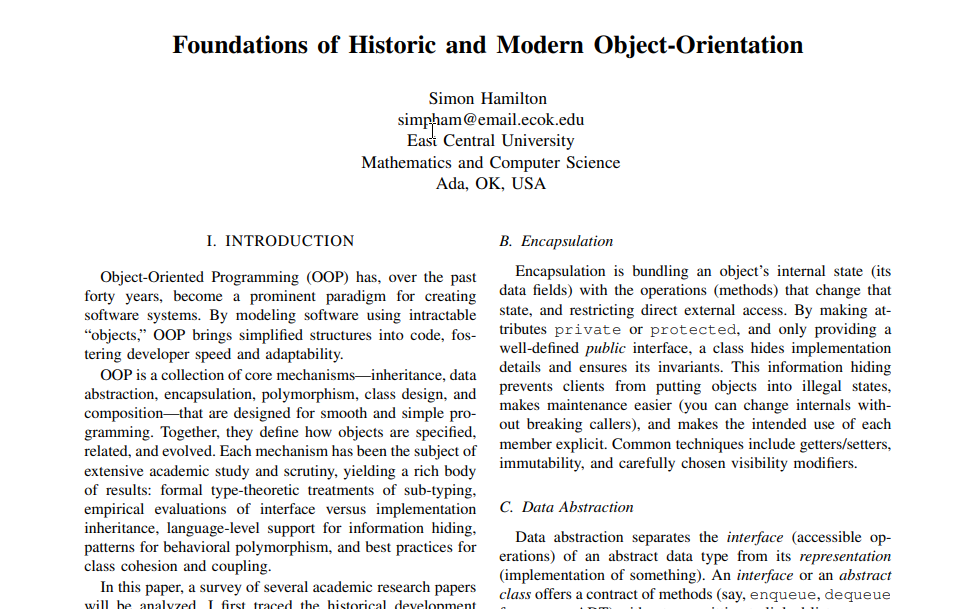 Foundations of Historic and Modern Object-Orientation
Simon Hamilton
simpham@email.ecok.edu
East Central University
Mathematics and Computer Science
Ada, OK, USA
I. INTRODUCTION
Object-Oriented Programming (OOP) has, over the past
forty years, become a prominent paradigm for creating
software systems. By modeling software using intractable
“objects,” OOP brings simplified structures into code, fos-
tering developer speed and adaptability.
OOP is a collection of core mechanisms—inheritance, data
abstraction, encapsulation, polymorphism, class design, and
composition—that are designed for smooth and simple pro-
gramming. Together, they define how objects are specified,
related, and evolved. Each mechanism has been the subject of
extensive academic study and scrutiny, yielding a rich body
of results: formal type-theoretic treatments of sub-typing,
empirical evaluations of interface versus implementation
inheritance, language-level support for information hiding,
patterns for behavioral polymorphism, and best practices for
class cohesion and coupling.
In this paper, a survey of several academic research papers
will be analyzed. I first traced the historical development
B. Encapsulation
Encapsulation is bundling an object’s internal state (its
data fields) with the operations (methods) that change that
state, and restricting direct external access. By making at-
tributes private or protected, and only providing a
well-defined public interface, a class hides implementation
details and ensures its invariants. This information hiding
prevents clients from putting objects into illegal states,
makes maintenance easier (you can change internals with-
out breaking callers), and makes the intended use of each
member explicit. Common techniques include getters/setters,
immutability, and carefully chosen visibility modifiers.
C. Data Abstraction
Data abstraction separates the interface (accessible op-
erations) of an abstract data type from its representation
(implementation of something). An interface or an abstract
class offers a contract of methods (say, enqueue, dequeue